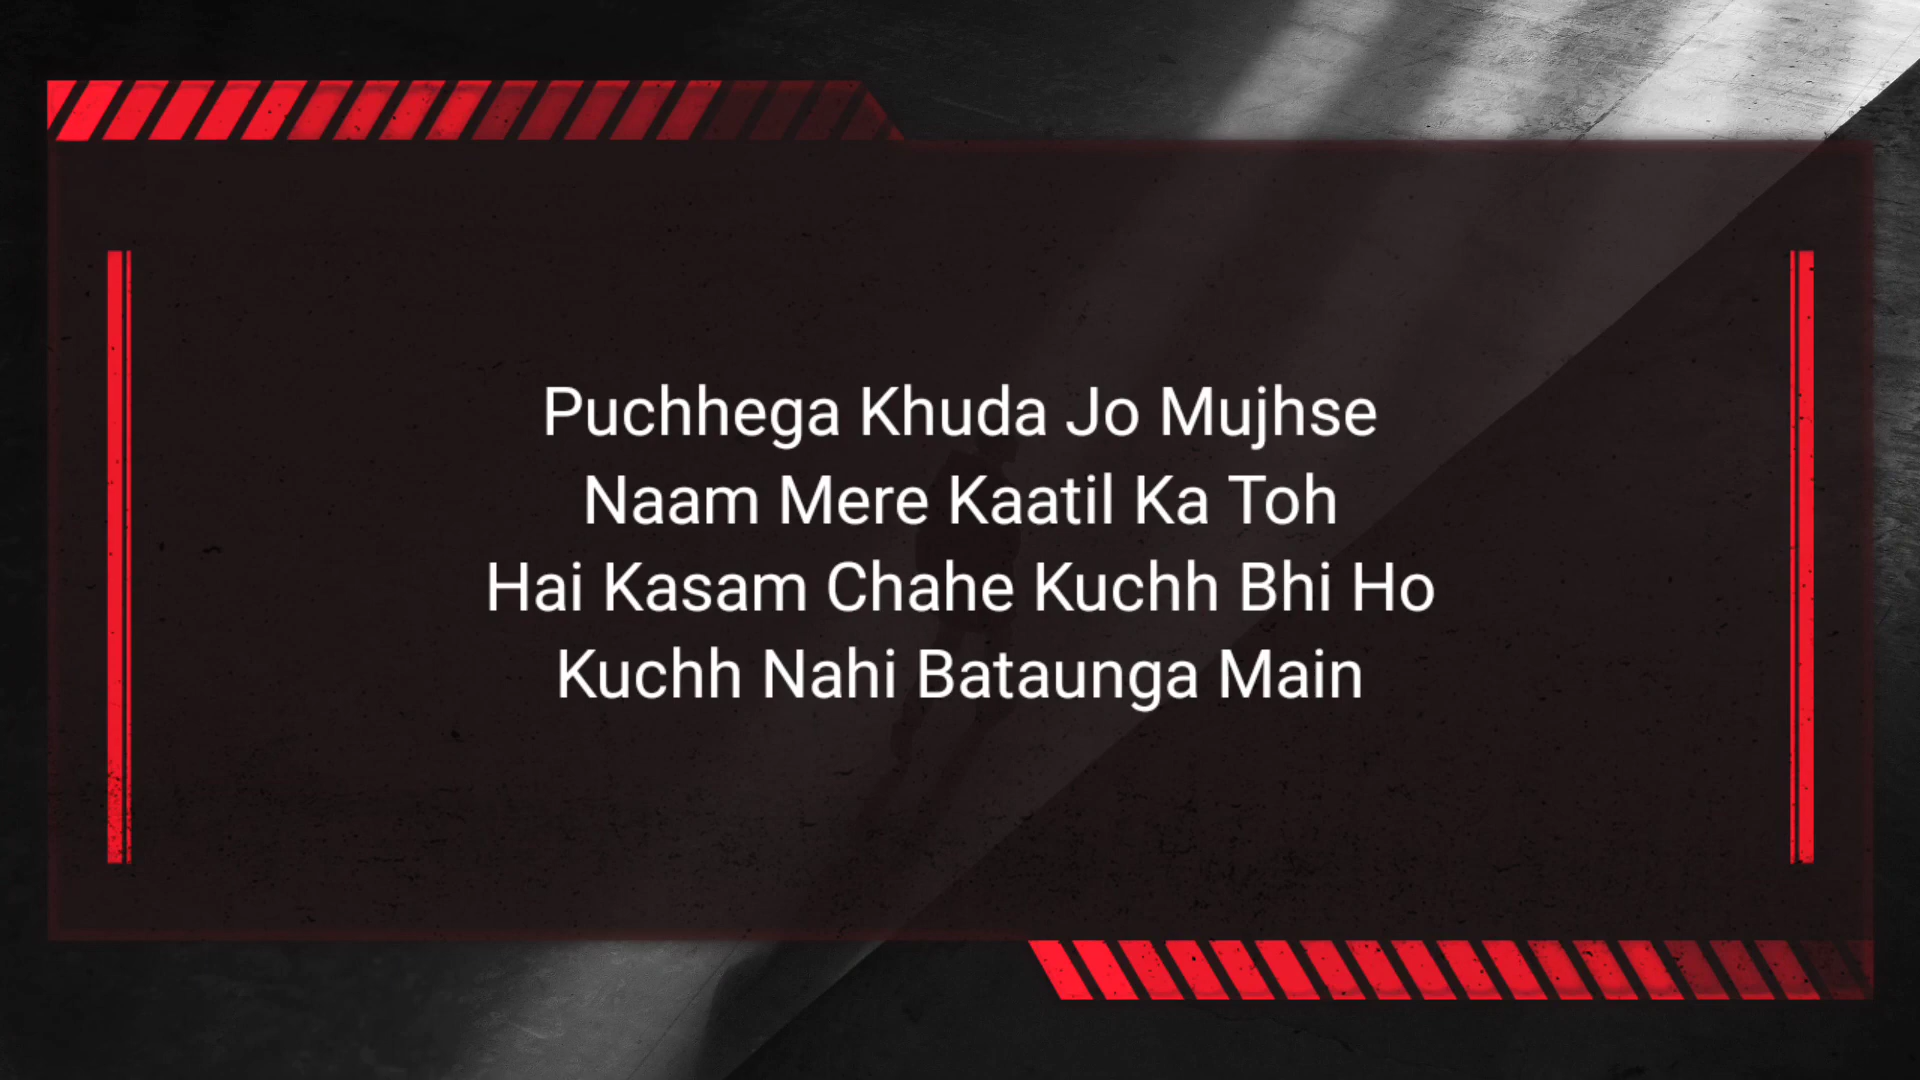 Puchhega Khuda Jo Mujhse
Naam Mere Kaatil Ka Toh
Hai Kasam Chahe Kuchh Bhi Ho
Kuchh Nahi Bataunga Main